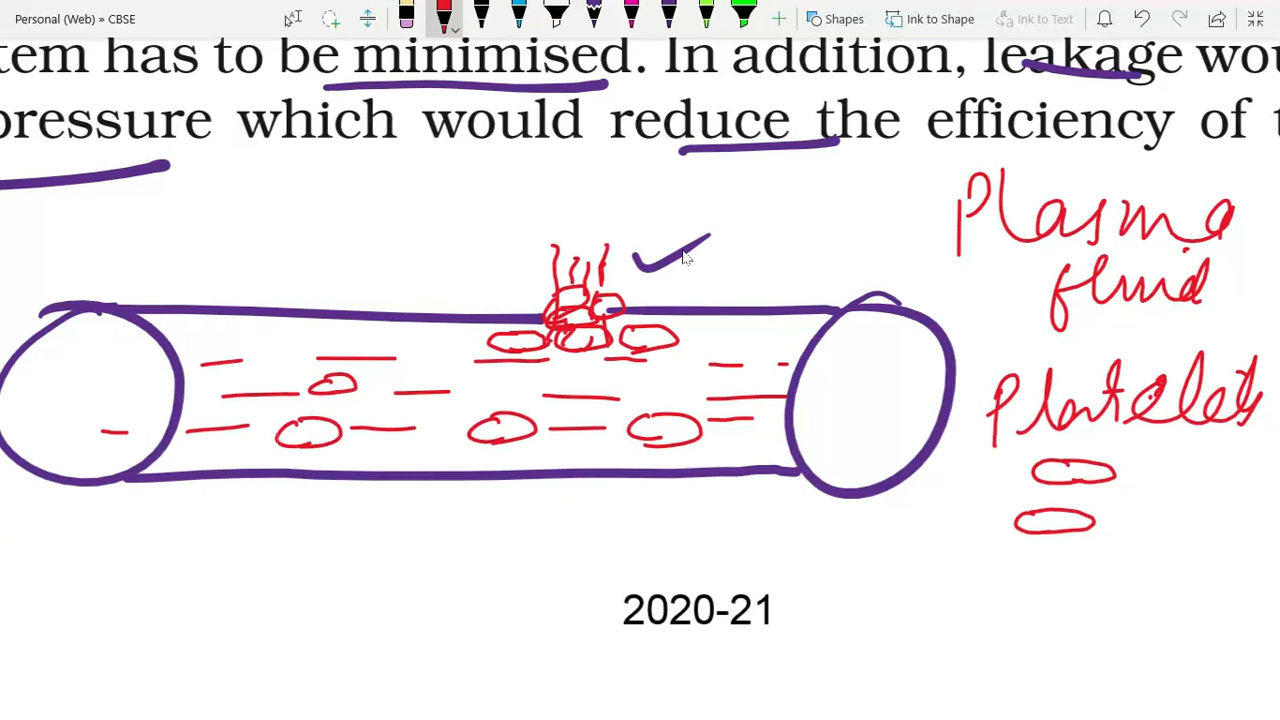 Personal (Web) » CBSE
Shapes
Ink to Shape
Ink to Text
tem has to be minimised. In addition, leakage wou
pressure which would reduce the efficiency of t
Plasma
fluid
Platelets
2020-21